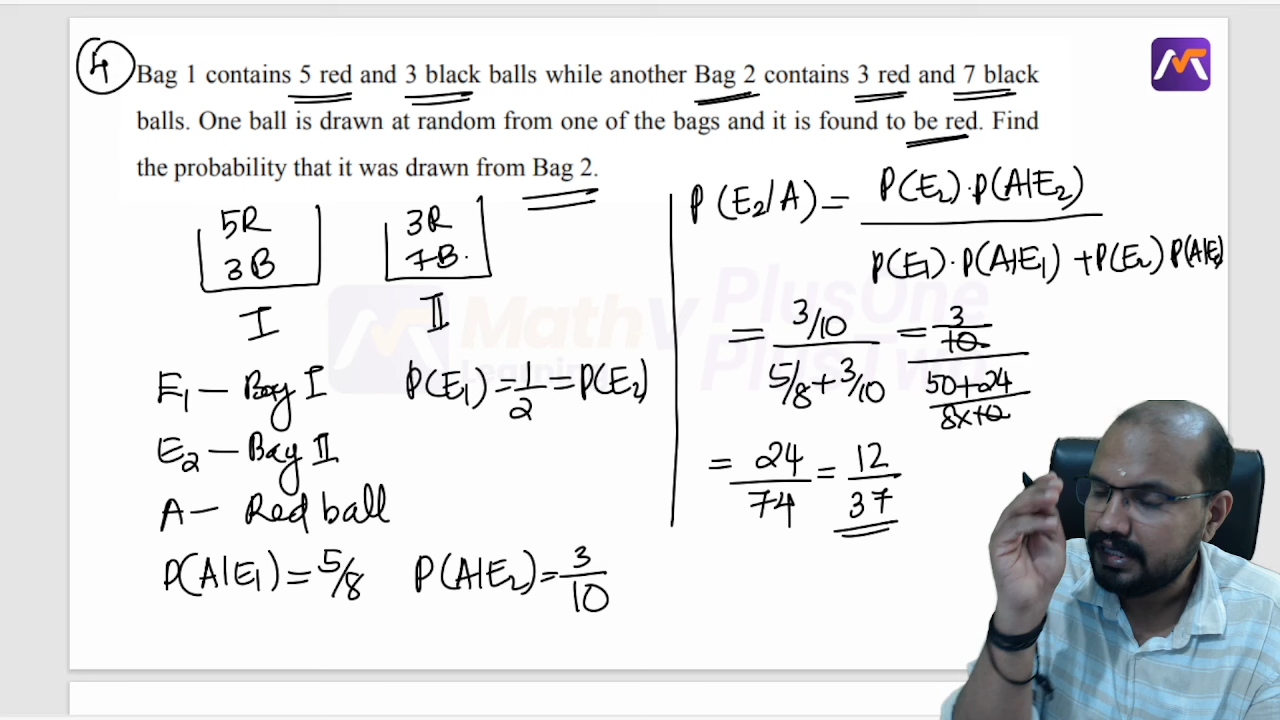 4
Bag 1 contains 5 red and 3 black balls while another Bag 2 contains 3 red and 7 black
balls. One ball is drawn at random from one of the bags and it is found to be red. Find
the probability that it was drawn from Bag 2.
5R
3B
I
3R
7B.
II
E₁ – Bag I
P(E₁) = 1/2 = P(E₂)
E₂ – Bag II
A – Red ball
P(A|E₁) = 5/8
P(A|E₂) = 3/10
P(E₂/A) = P(E₂)·P(A|E₂) / P(E₁)·P(A|E₁) + P(E₂) P(A|E₂)
= 3/10 / 5/8 + 3/10 = 3/10 / 50+24/8×10
= 24/74 = 12/37
MathV PlusOne
Learning PlusTwo